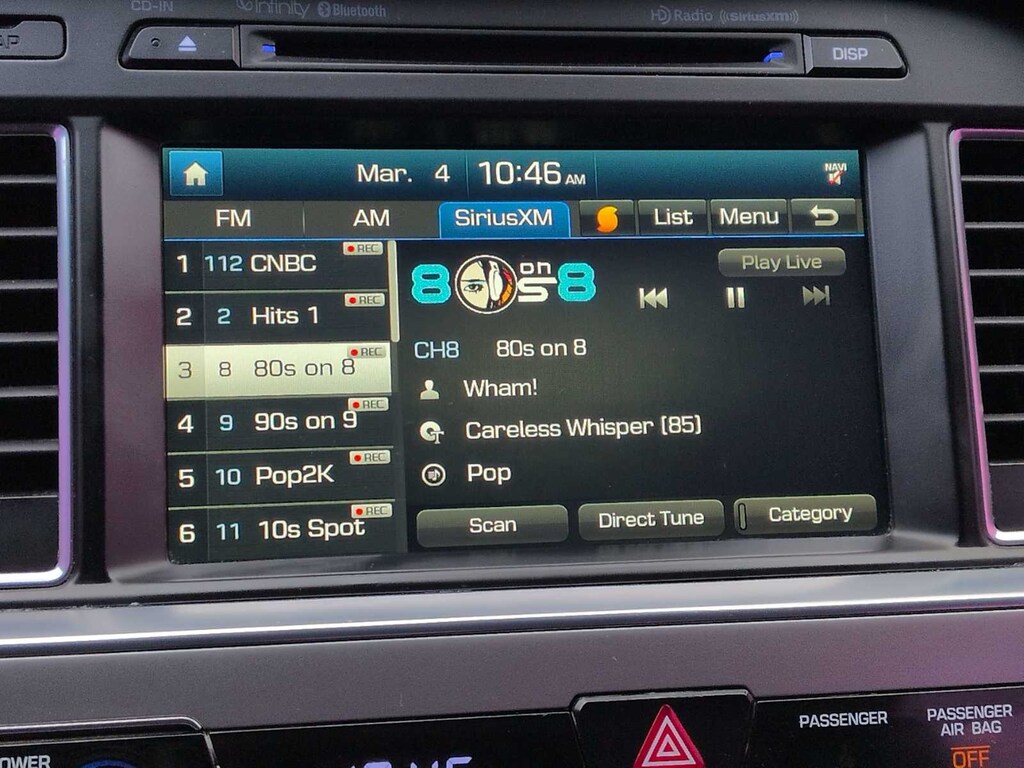 CD-IN
Infinity
Bluetooth
HD Radio
((SiriusXM))
DISP
Mar. 4
10:46 AM
NAVI
FM
AM
SiriusXM
List
Menu
1 112 CNBC
REC
2 2 Hits 1
REC
3 8 80s on 8
REC
4 9 90s on 9
REC
5 10 Pop2K
REC
6 11 10s Spot
REC
80s on 8
Play Live
CH8 80s on 8
Wham!
Careless Whisper (85)
Pop
Scan
Direct Tune
Category
PASSENGER
PASSENGER
AIR BAG
OFF